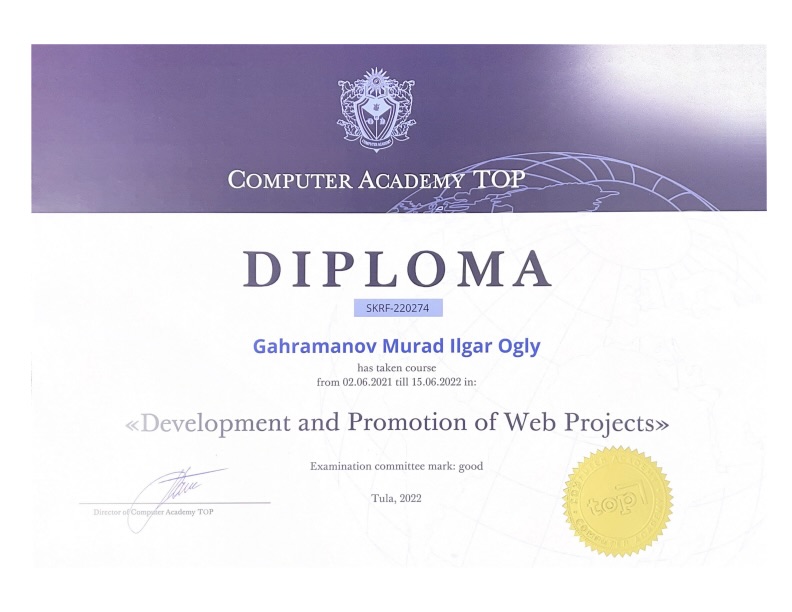 COMPUTER ACADEMY TOP
DIPLOMA
SKRF-220274
Gahramanov Murad Ilgar Ogly
has taken course
from 02.06.2021 till 15.06.2022 in:
«Development and Promotion of Web Projects»
Examination committee mark: good
Tula, 2022
Director of Computer Academy TOP
top